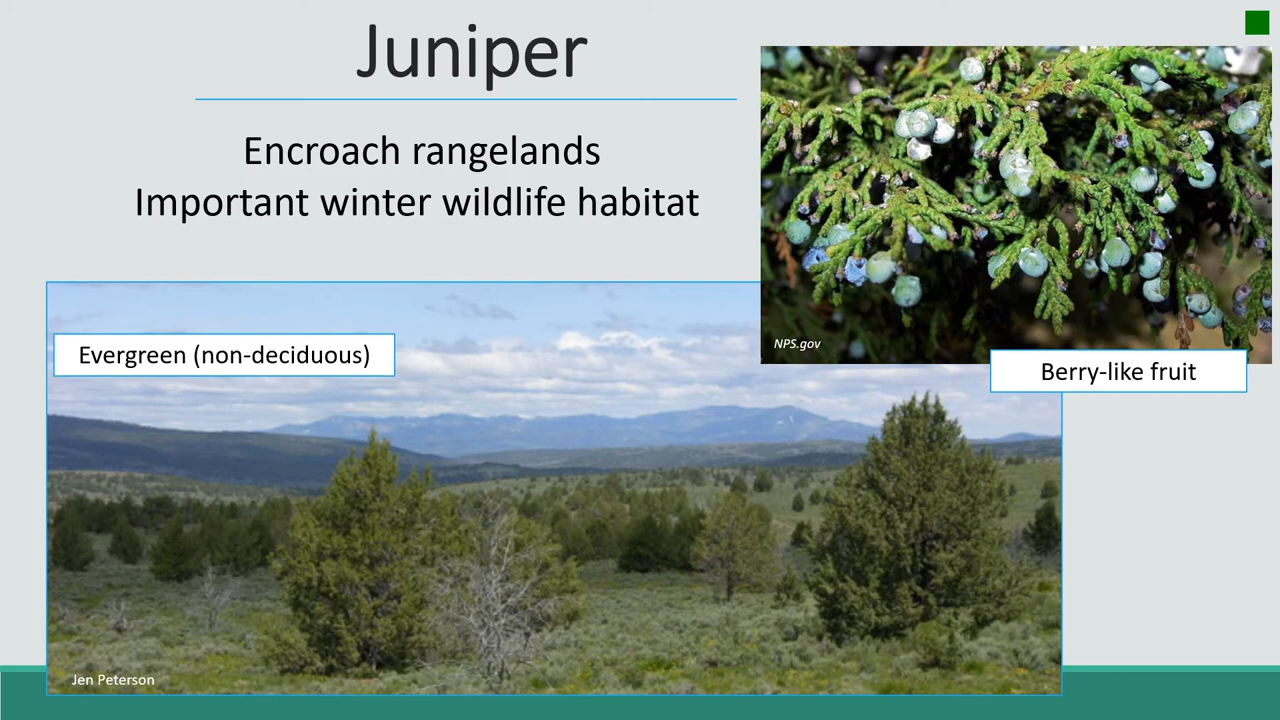 Juniper
Encroach rangelands
Important winter wildlife habitat
NPS.gov
Evergreen (non-deciduous)
Berry-like fruit
Jen Peterson